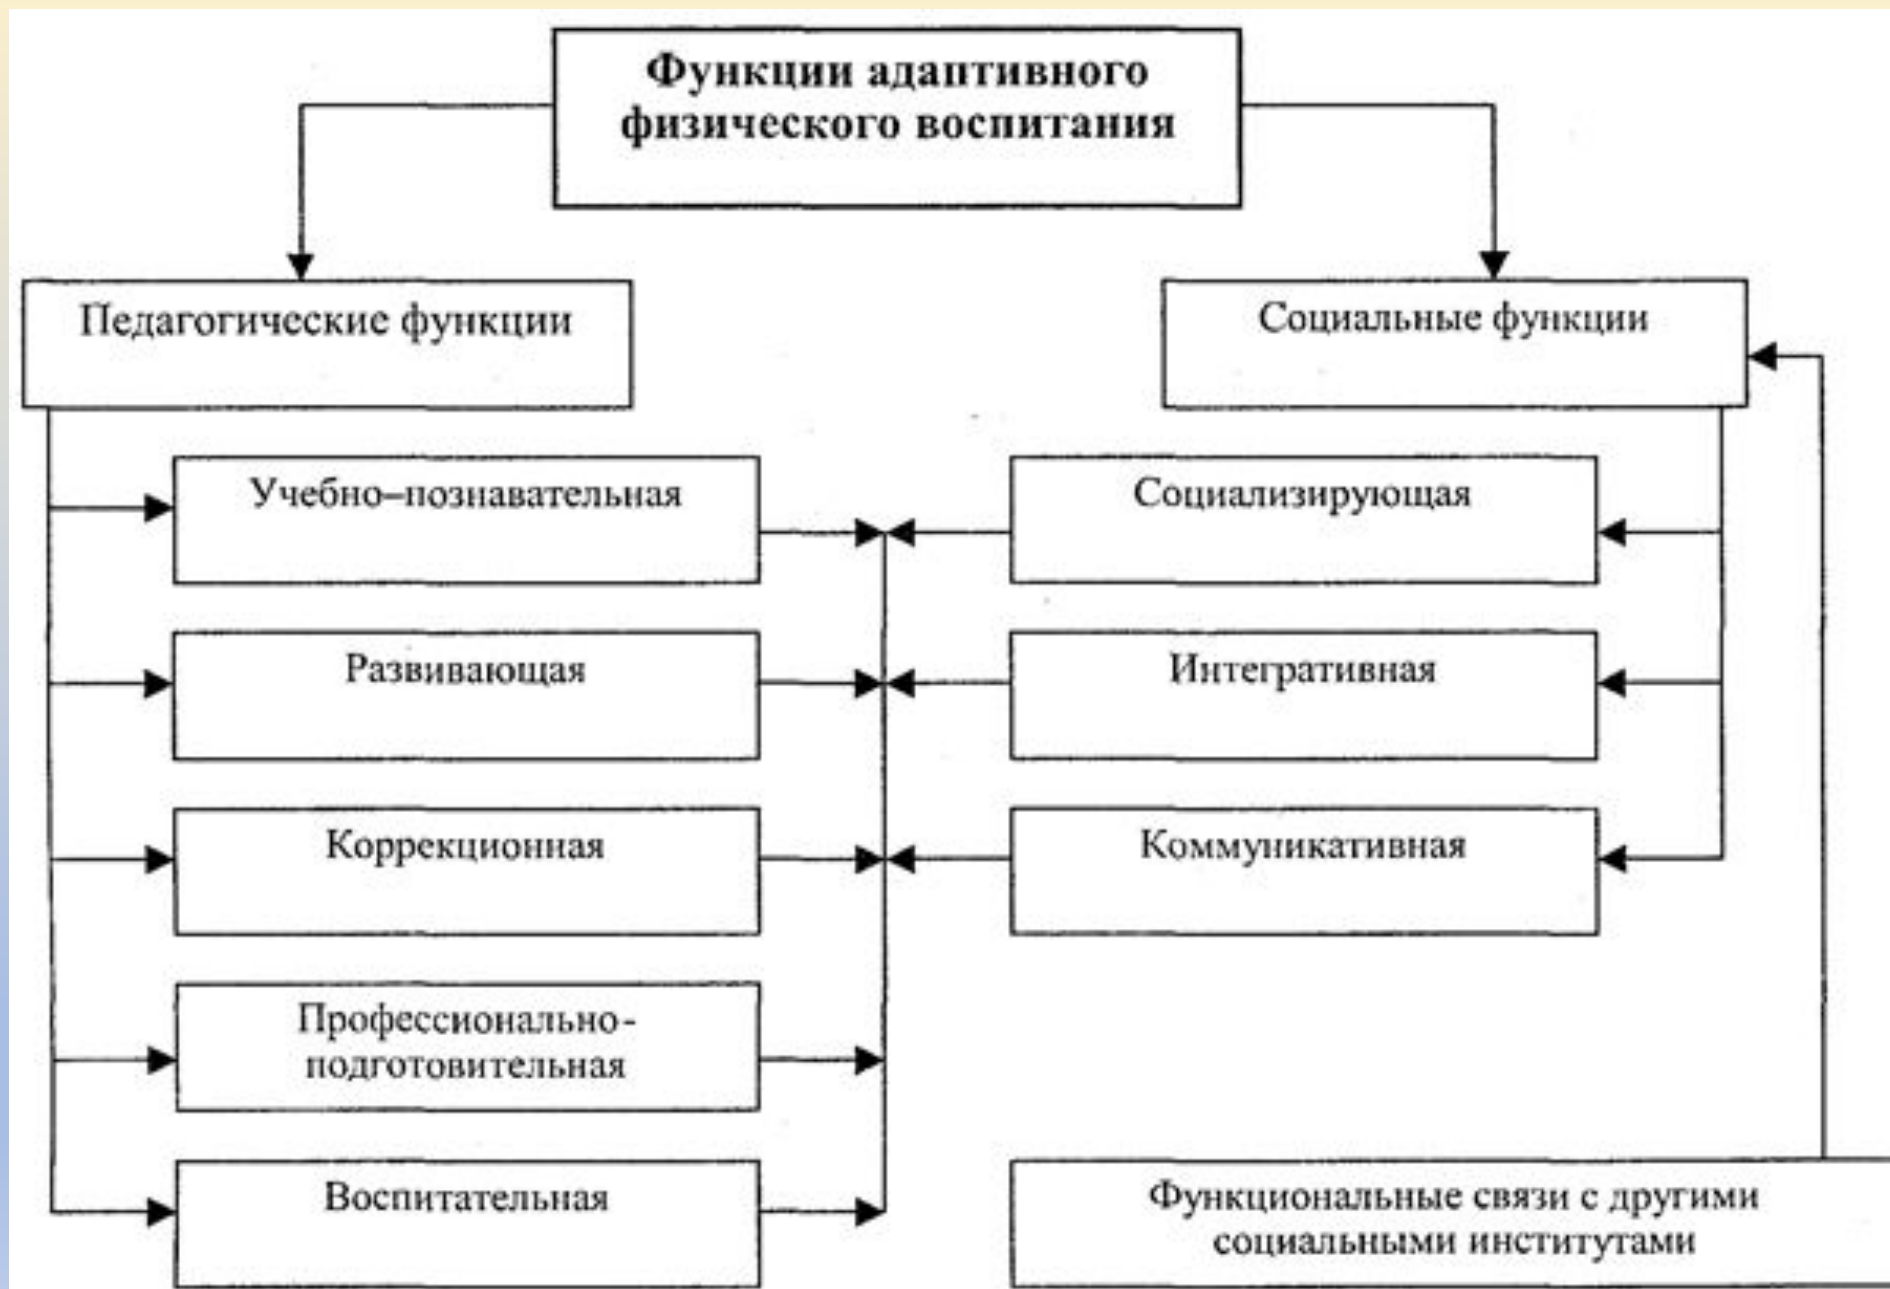 Функции адаптивного
физического воспитания
Педагогические функции
Социальные функции
Учебно–познавательная
Социализирующая
Развивающая
Интегративная
Коррекционная
Коммуникативная
Профессионально-
подготовительная
Воспитательная
Функциональные связи с другими
социальными институтами